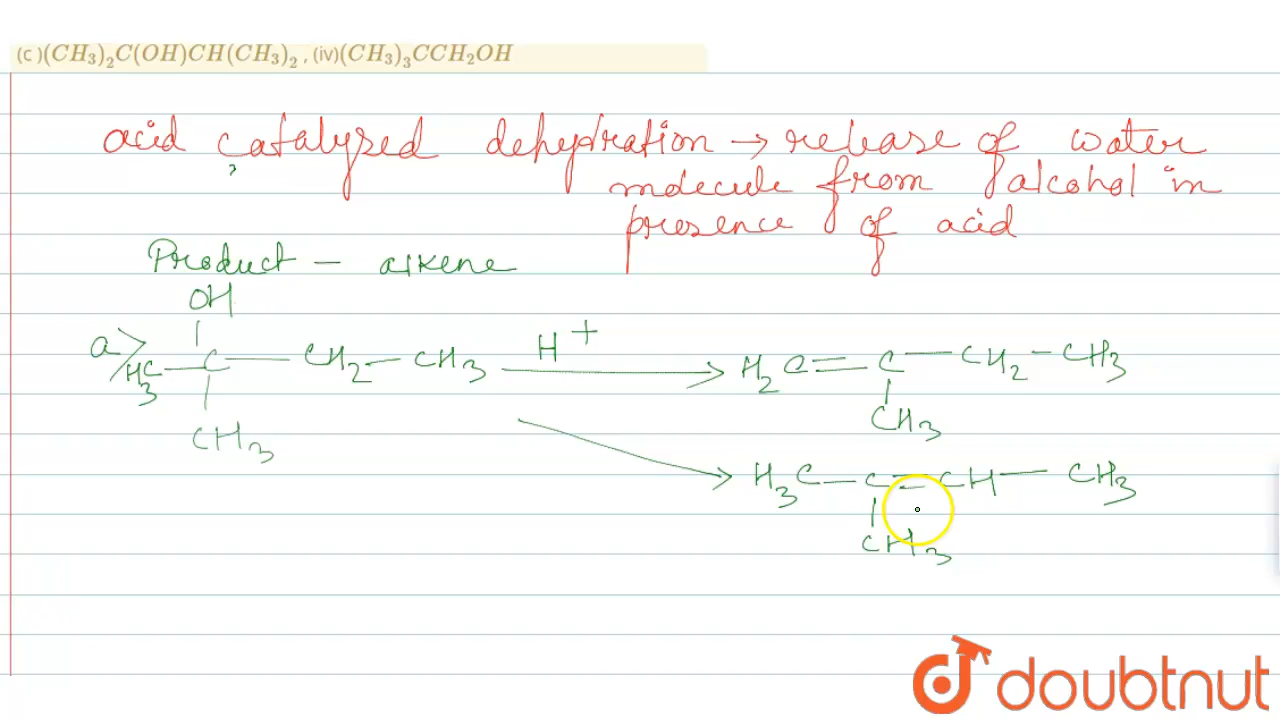 (C )(CH₃)₂C(OH)CH(CH₃)₂ , (iv)(CH₃)₃CCH₂OH
acid catalyzed dehydration → release of water
molecule from alcohol in
presence of acid
Product — alkene
OH
a> H₃C — C — CH₂ — CH₃ H⁺ → H₂C = C — CH₂ — CH₃
CH₃
CH₃
H₃C — C = CH — CH₃
CH₃
doubtnut